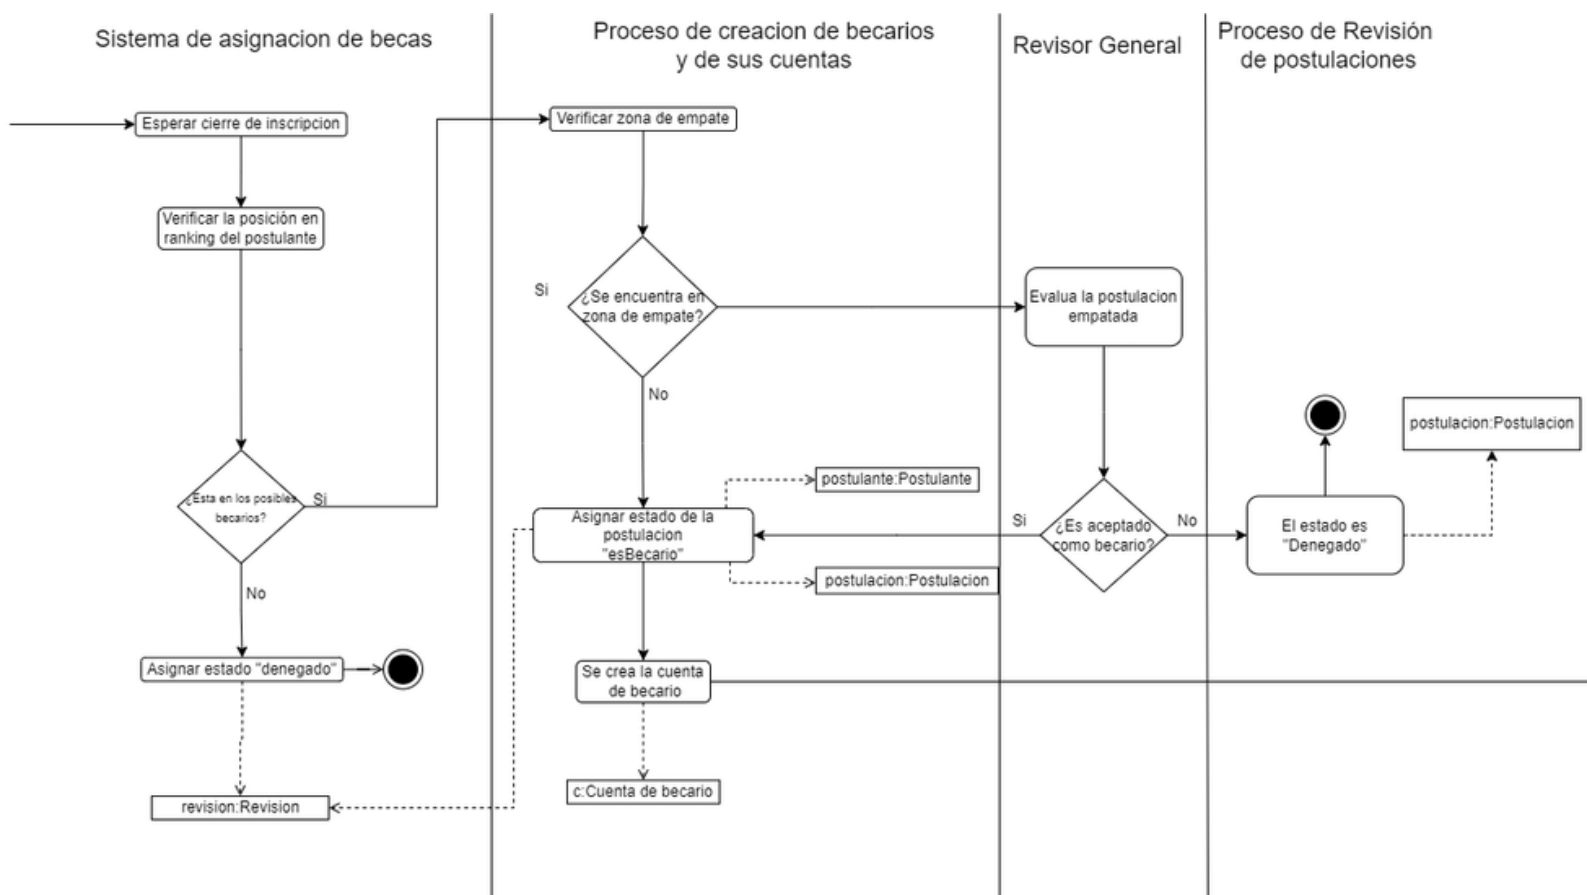 Sistema de asignacion de becas
Proceso de creacion de becarios
y de sus cuentas
Revisor General
Proceso de Revisión
de postulaciones
Esperar cierre de inscripcion
Verificar zona de empate
Verificar la posición en
ranking del postulante
Si
¿Se encuentra en
zona de empate?
Evalua la postulacion
empatada
No
postulacion:Postulacion
¿Esta en los posibles
becarios?
Si
postulante:Postulante
Asignar estado de la
postulacion
"esBecario"
Si
¿Es aceptado
como becario?
No
El estado es
"Denegado"
postulacion:Postulacion
No
Asignar estado "denegado"
Se crea la cuenta
de becario
revision:Revision
c:Cuenta de becario